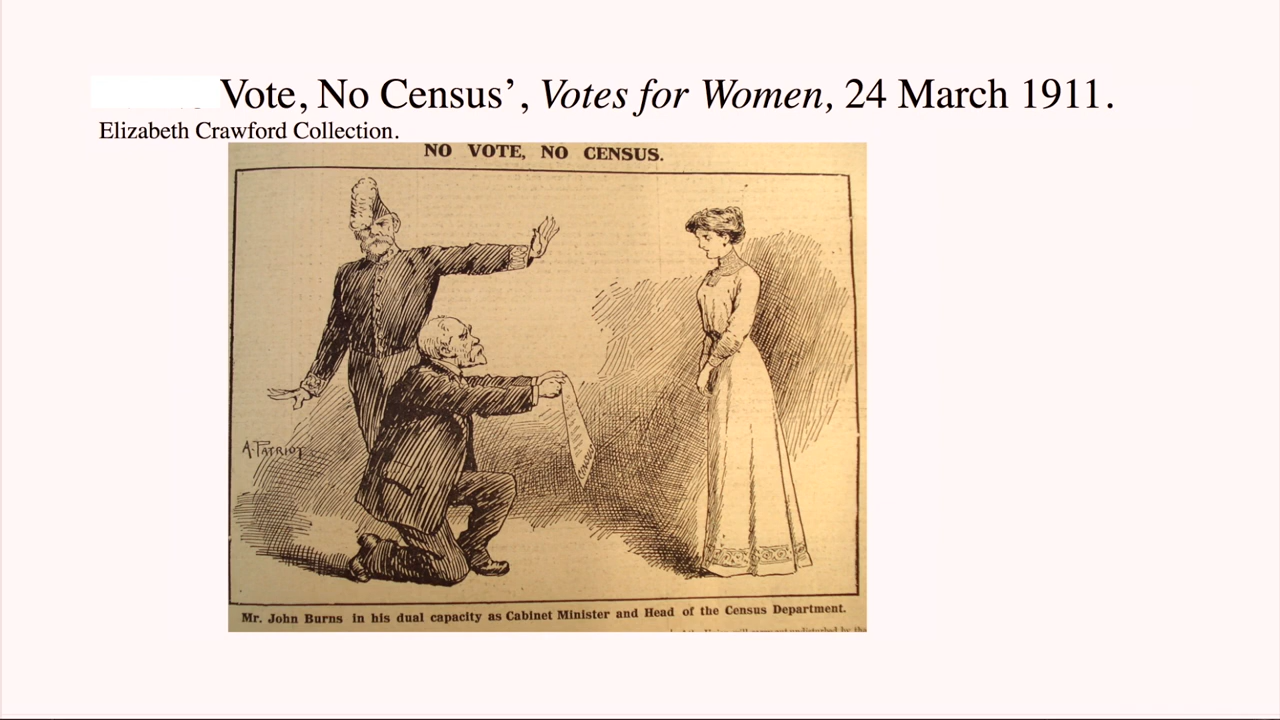 Vote, No Census’, Votes for Women, 24 March 1911.
Elizabeth Crawford Collection.
NO VOTE, NO CENSUS.
A. PATRIOT
CENSUS
Mr. John Burns in his dual capacity as Cabinet Minister and Head of the Census Department.